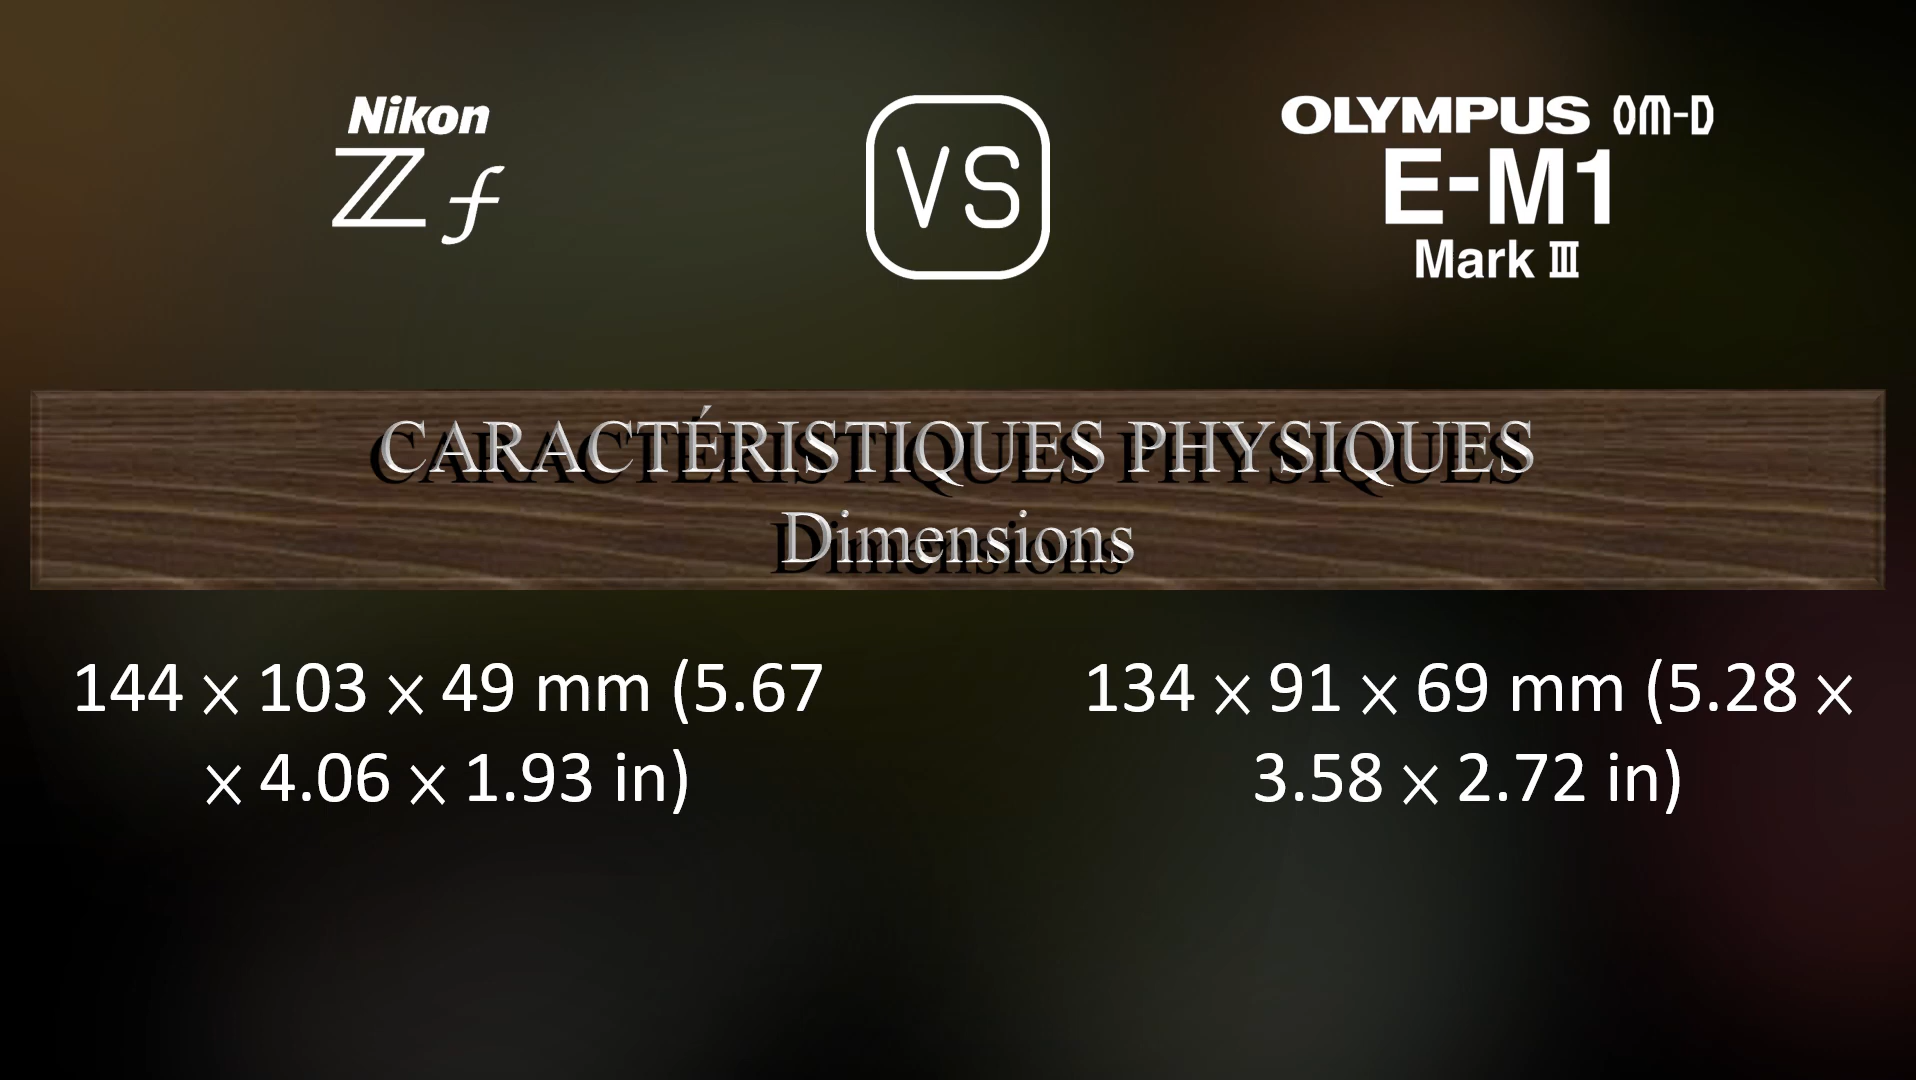 Nikon
Z f
VS
OLYMPUS OM-D
E-M1
Mark III
CARACTÉRISTIQUES PHYSIQUES
Dimensions
144 x 103 x 49 mm (5.67
x 4.06 x 1.93 in)
134 x 91 x 69 mm (5.28 x
3.58 x 2.72 in)